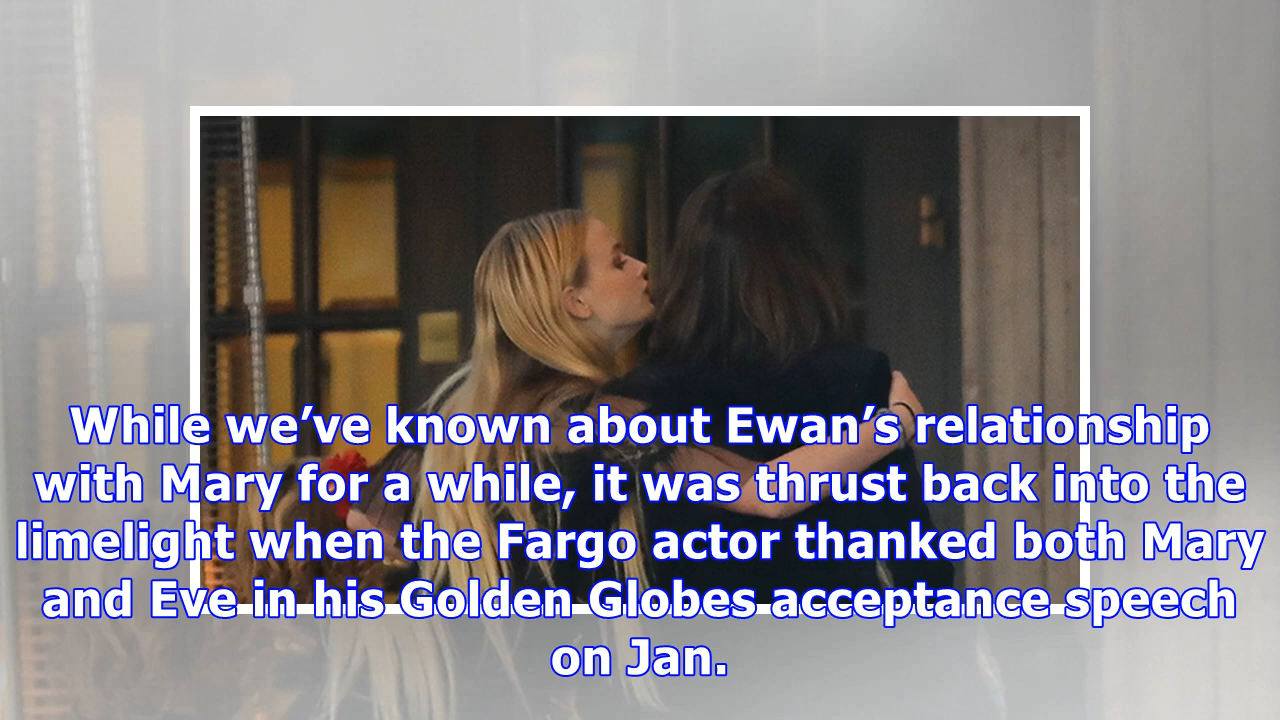 While we’ve known about Ewan’s relationship
with Mary for a while, it was thrust back into the
limelight when the Fargo actor thanked both Mary
and Eve in his Golden Globes acceptance speech
on Jan.